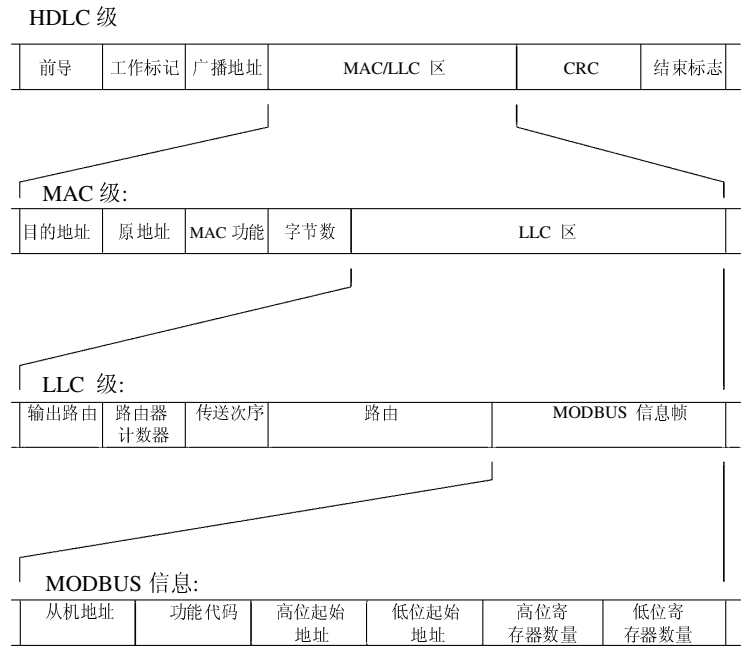 HDLC 级
前导 工作标记 广播地址 MAC/LLC 区 CRC 结束标志
MAC 级:
目的地址 原地址 MAC 功能 字节数 LLC 区
LLC 级:
输出路由 路由器 传送次序 路由 MODBUS 信息帧
计数器
MODBUS 信息:
从机地址 功能代码 高位起始 低位起始 高位寄 低位寄
地址 地址 存器数量 存器数量